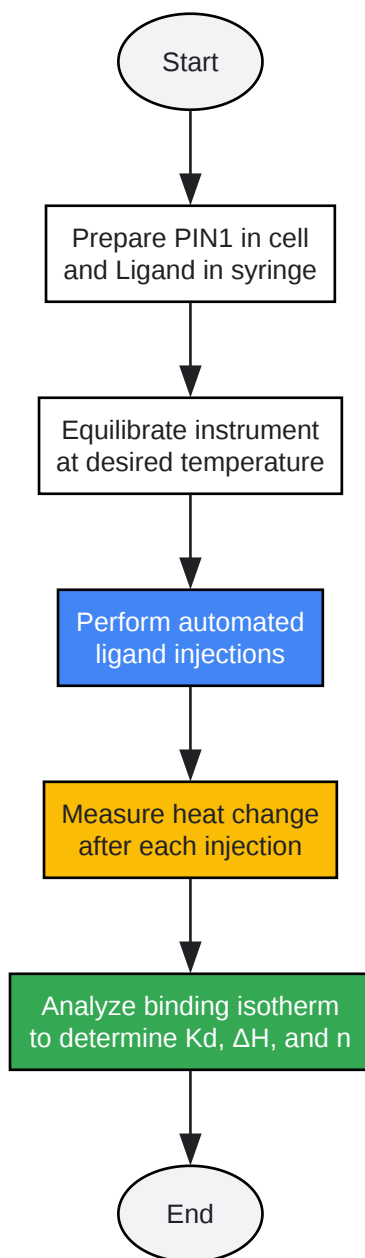 Start
Prepare PIN1 in cell
and Ligand in syringe
Equilibrate instrument
at desired temperature
Perform automated
ligand injections
Measure heat change
after each injection
Analyze binding isotherm
to determine Kd, ΔH, and n
End